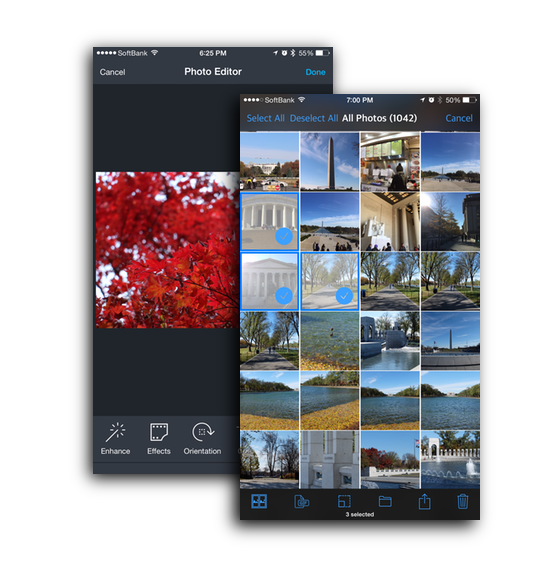 SoftBank 6:25 PM 55%
Cancel Photo Editor Done
Enhance Effects Orientation
SoftBank 7:00 PM 50%
Select All Deselect All All Photos (1042) Cancel
3 selected